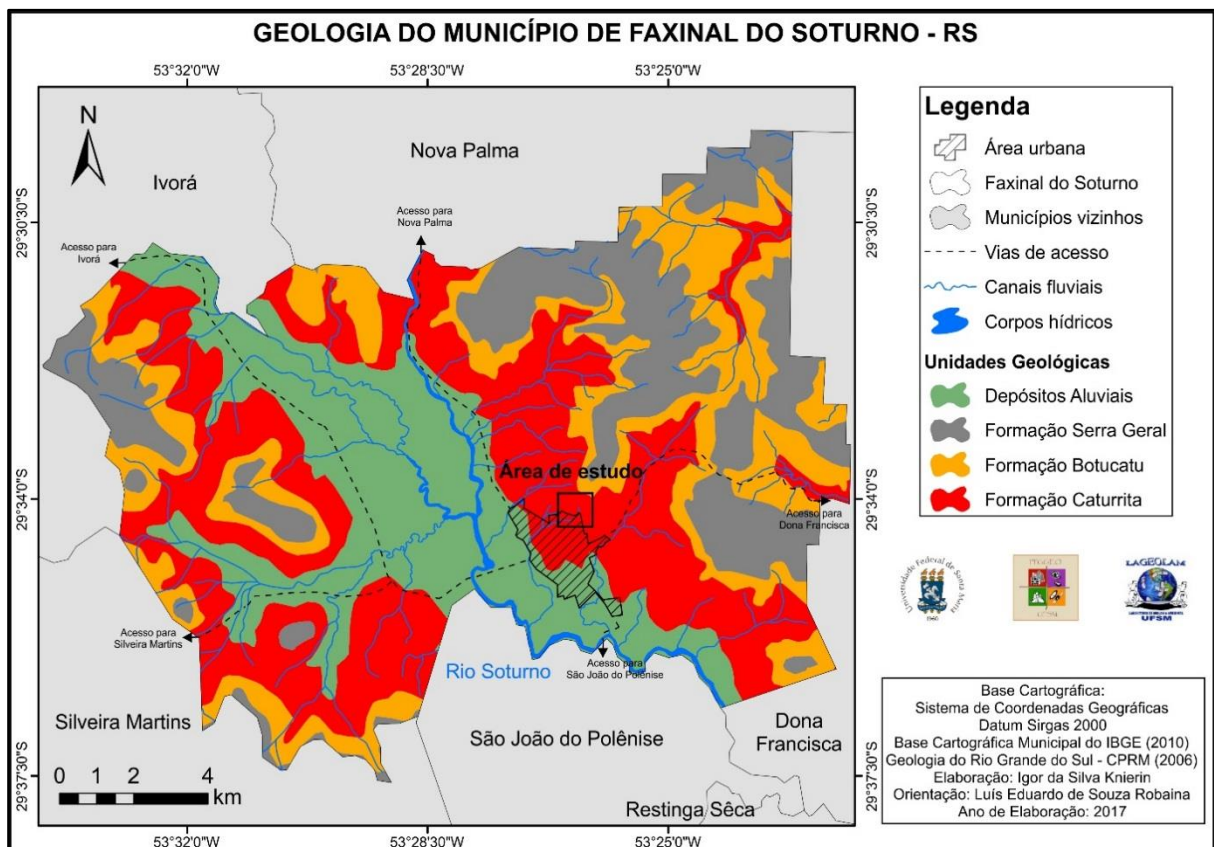 GEOLOGIA DO MUNICÍPIO DE FAXINAL DO SOTURNO - RS
53°32'0"W
53°28'30"W
53°25'0"W
N
Nova Palma
Ivorá
29°30'30"S
29°30'30"S
Acesso para
Nova Palma
Acesso para
Ivorá
Área de estudo
29°34'0"S
29°34'0"S
Acesso para
Dona Francisca
Acesso para
Silveira Martins
Rio Soturno
Acesso para
São João do Polênise
Silveira Martins
São João do Polênise
Dona
Francisca
29°37'30"S
29°37'30"S
0 1 2 4
km
Restinga Sêca
53°32'0"W
53°28'30"W
53°25'0"W
Legenda
Área urbana
Faxinal do Soturno
Municípios vizinhos
Vias de acesso
Canais fluviais
Corpos hídricos
Unidades Geológicas
Depósitos Aluviais
Formação Serra Geral
Formação Botucatu
Formação Caturrita
Universidade Federal de Santa Maria
1960
UFSM
LAGEOLAM
UFSM
Base Cartográfica:
Sistema de Coordenadas Geográficas
Datum Sirgas 2000
Base Cartográfica Municipal do IBGE (2010)
Geologia do Rio Grande do Sul - CPRM (2006)
Elaboração: Igor da Silva Knierin
Orientação: Luís Eduardo de Souza Robaina
Ano de Elaboração: 2017